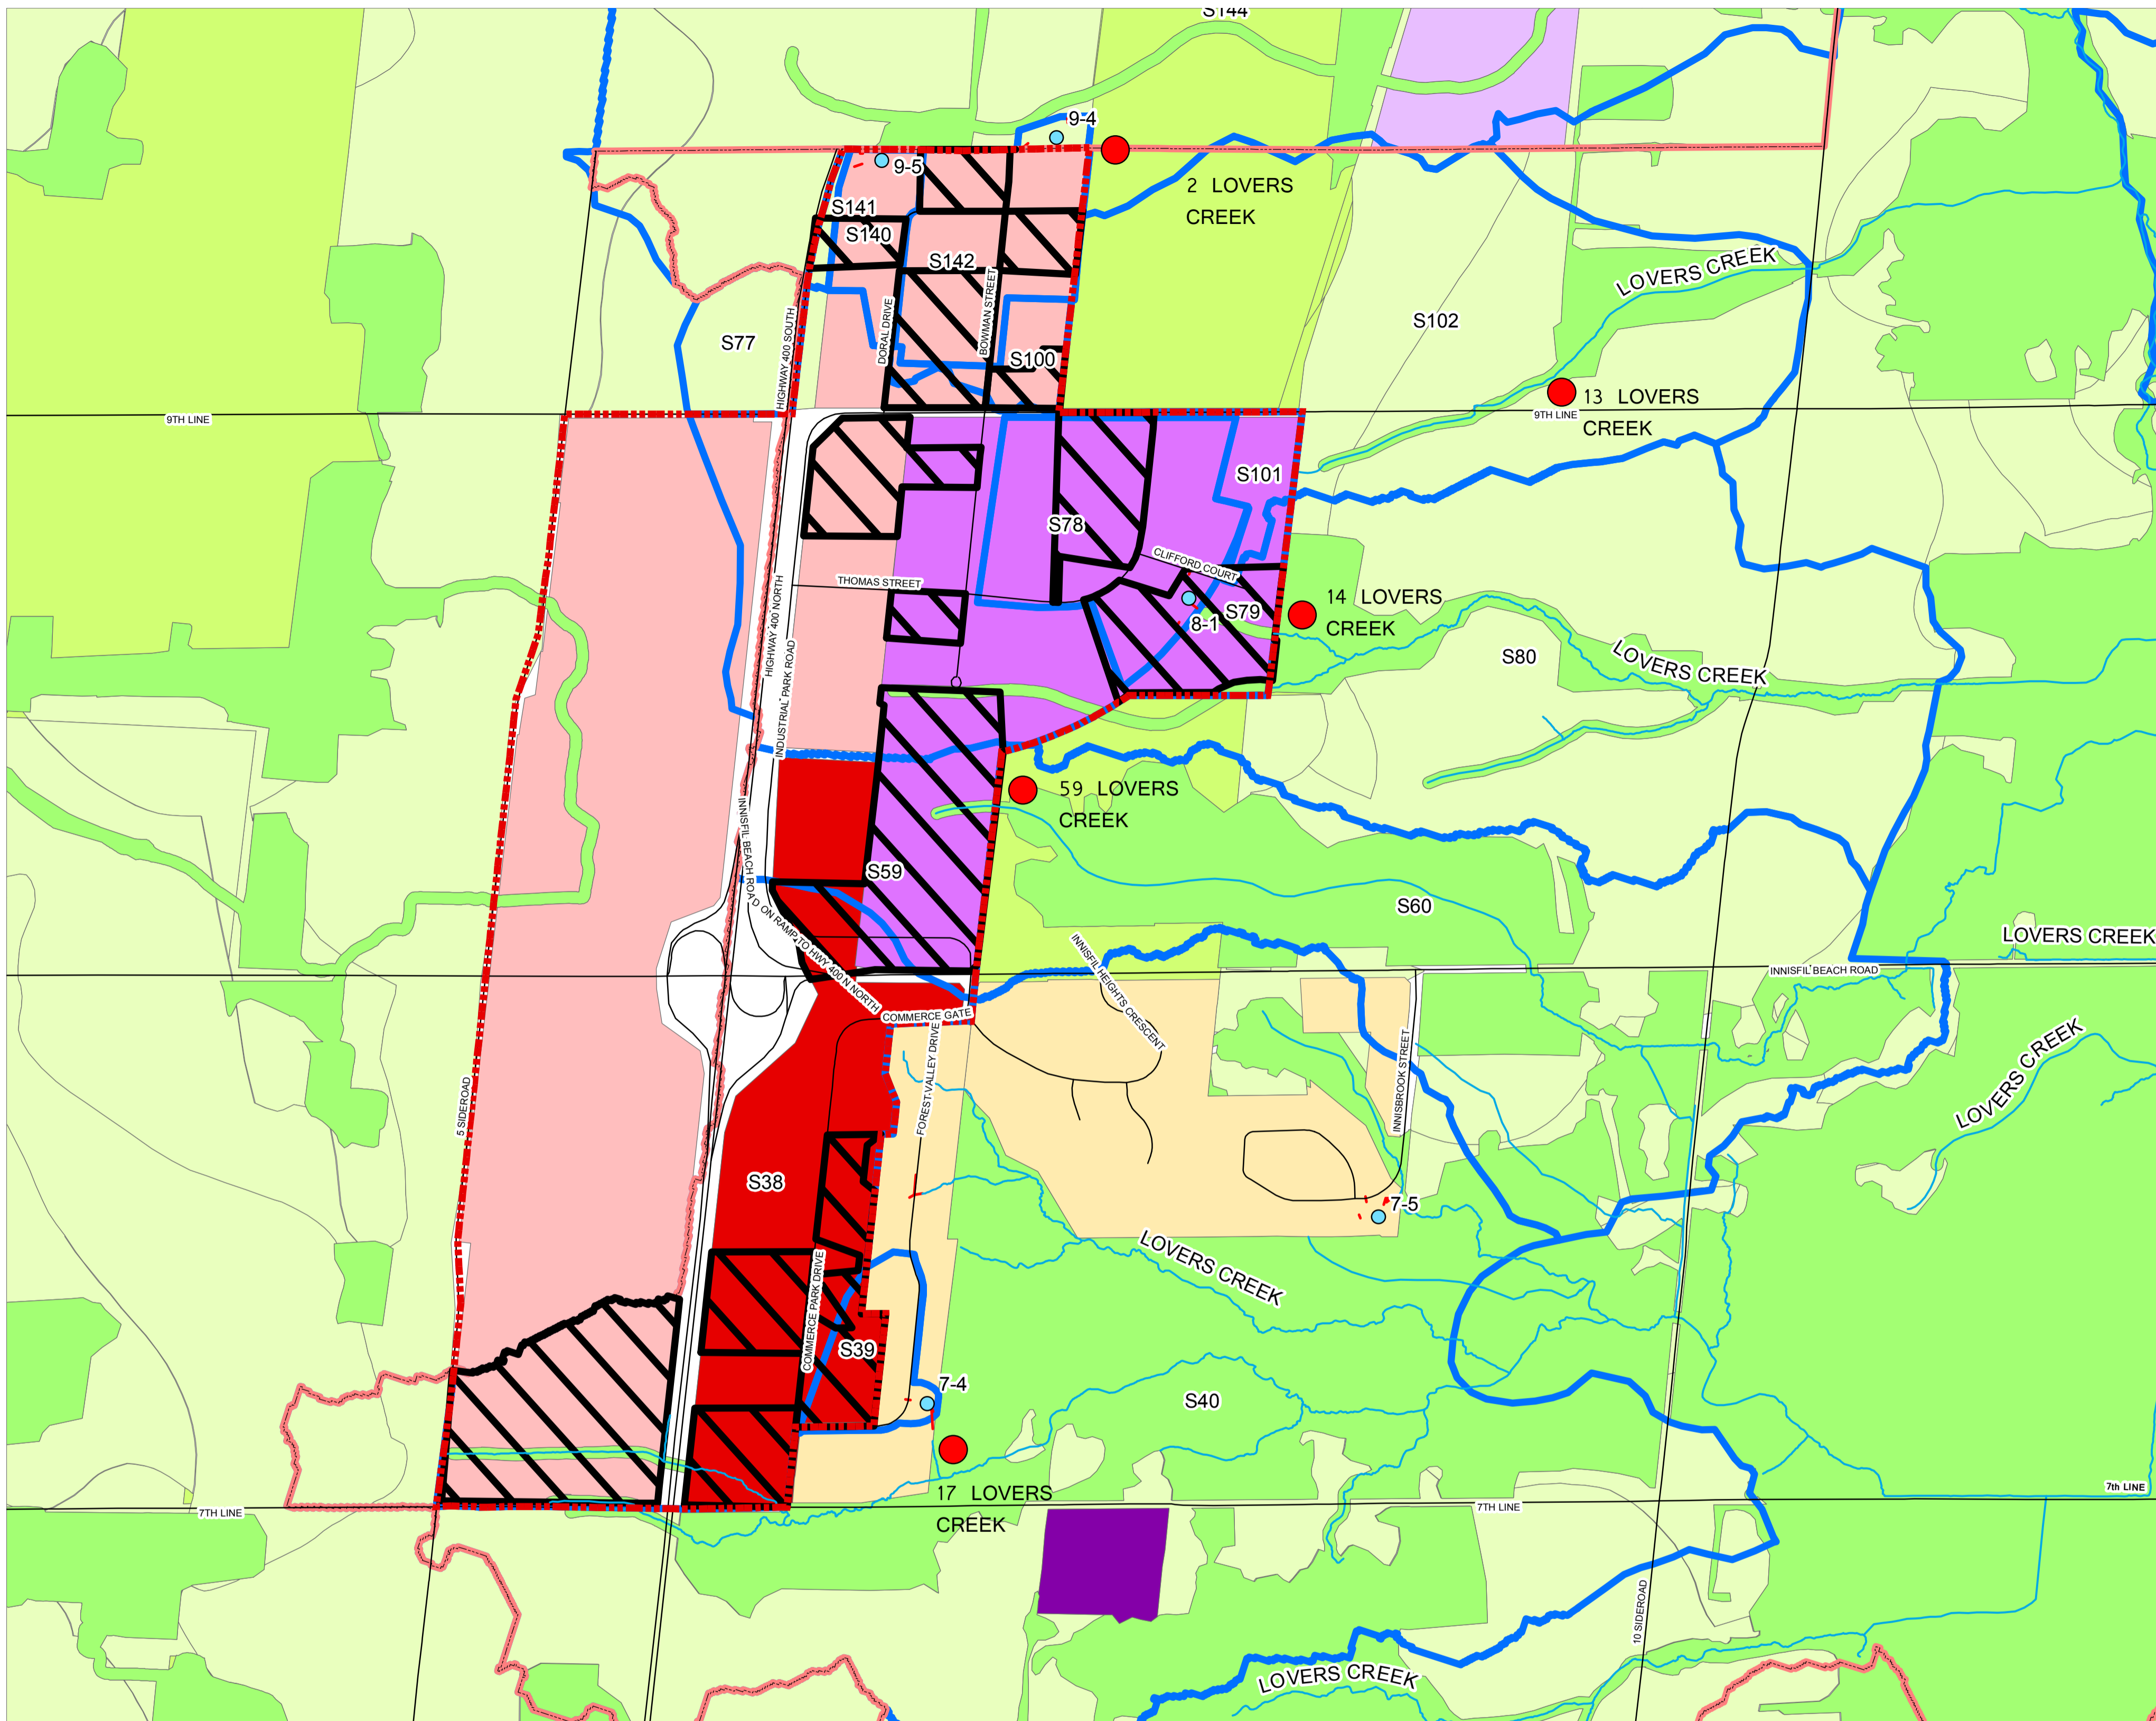 S144
9-4
9-5
2 LOVERS
CREEK
S141
S140
S142
LOVERS CREEK
S102
S77
HIGHWAY 400 SOUTH
DORAL DRIVE
BOWMAN STREET
S100
13 LOVERS
CREEK
9TH LINE
9TH LINE
S101
S78
CLIFFORD COURT
THOMAS STREET
HIGHWAY 400 NORTH
INDUSTRIAL PARK ROAD
8-1
S79
14 LOVERS
CREEK
S80
LOVERS CREEK
59 LOVERS
CREEK
INNISFIL BEACH ROAD ON RAMP TO HWY 400 N NORTH
S59
S60
LOVERS CREEK
INNISFIL HEIGHTS CRESCENT
INNISFIL BEACH ROAD
COMMERCE GATE
FOREST VALLEY DRIVE
INNISBROOK STREET
LOVERS CREEK
5 SIDEROAD
S38
7-5
LOVERS CREEK
COMMERCE PARK DRIVE
S39
7-4
S40
17 LOVERS
CREEK
7TH LINE
7TH LINE
7th LINE
10 SIDEROAD
LOVERS CREEK